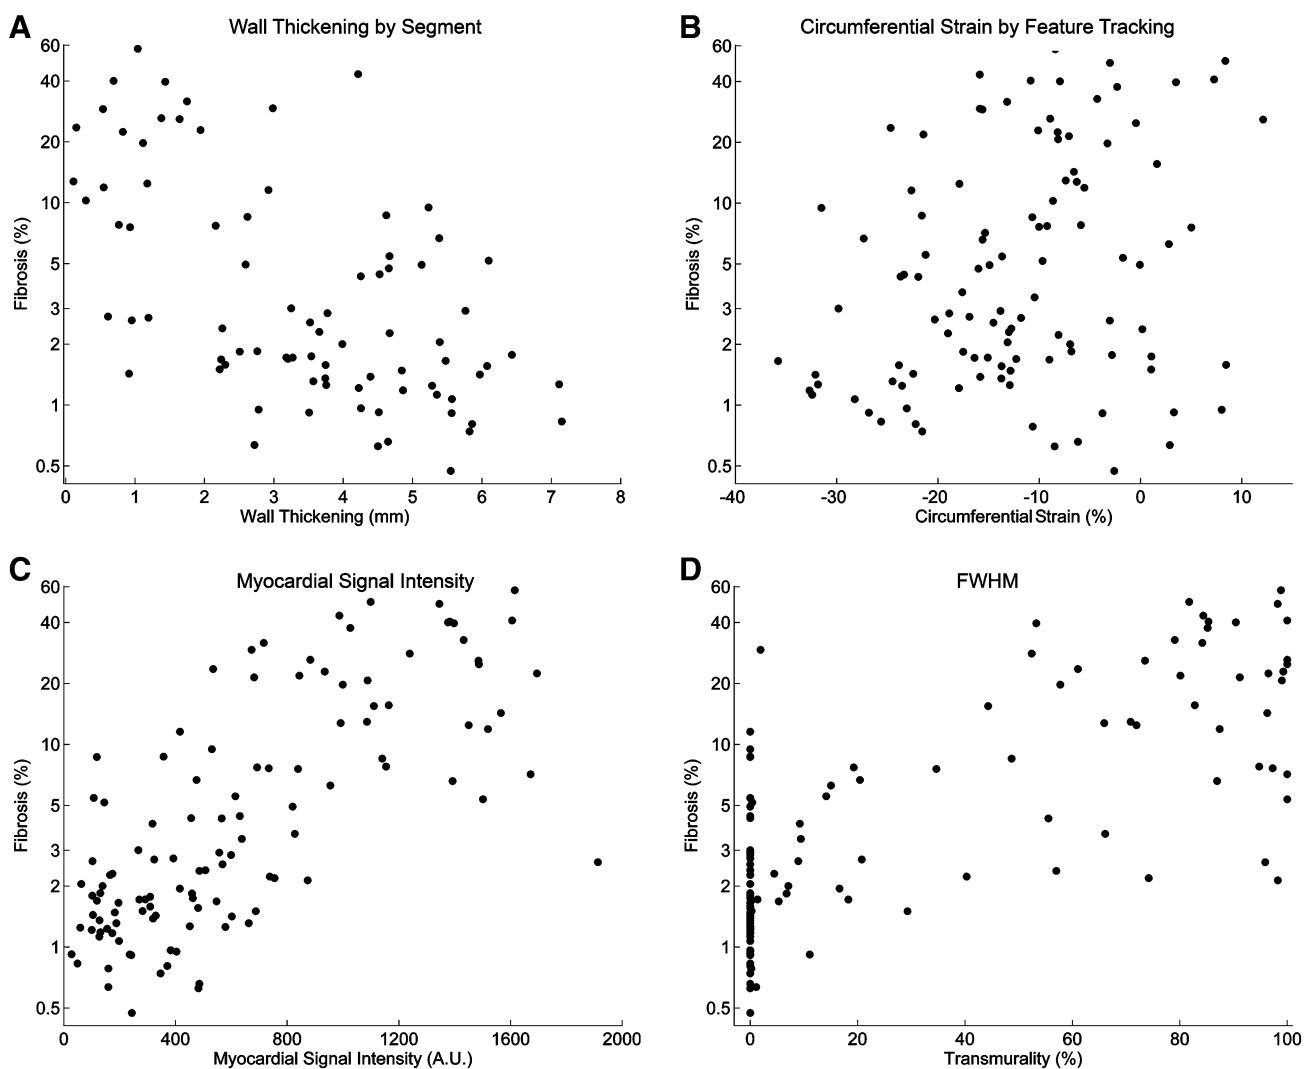 A
Wall Thickening by Segment
60
40
20
10
5
3
2
1
0.5
Fibrosis (%)
0 1 2 3 4 5 6 7 8
Wall Thickening (mm)
B
Circumferential Strain by Feature Tracking
60
40
20
10
5
3
2
1
0.5
Fibrosis (%)
-40 -30 -20 -10 0 10
Circumferential Strain (%)
C
Myocardial Signal Intensity
60
40
20
10
5
3
2
1
0.5
Fibrosis (%)
0 400 800 1200 1600 2000
Myocardial Signal Intensity (A.U.)
D
FWHM
60
40
20
10
5
3
2
1
0.5
Fibrosis (%)
0 20 40 60 80 100
Transmurality (%)